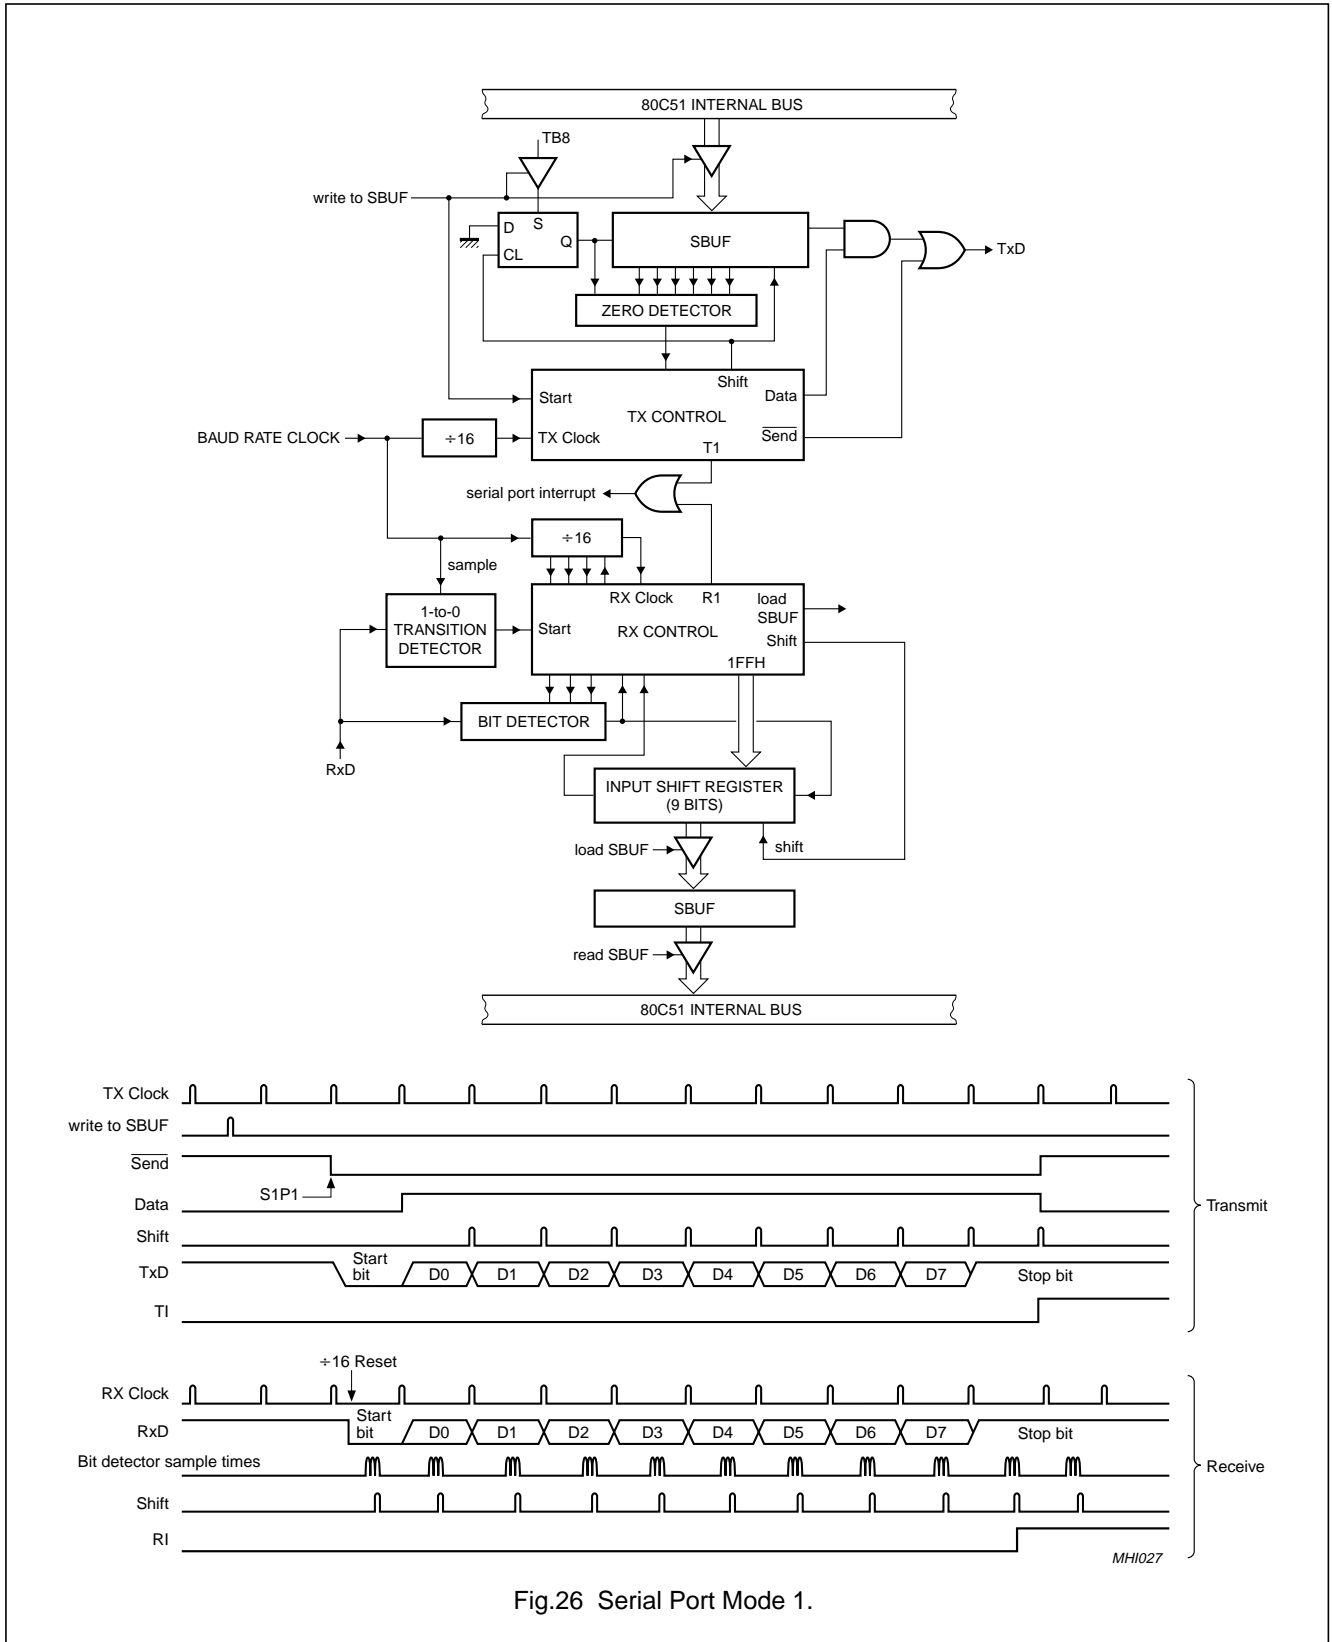 80C51 INTERNAL BUS
TB8
write to SBUF
D
S
Q
CL
SBUF
TxD
ZERO DETECTOR
Shift
Start
Data
TX CONTROL
BAUD RATE CLOCK
÷16
TX Clock
Send
T1
serial port interrupt
÷16
sample
RX Clock
R1
load
SBUF
1-to-0
TRANSITION
DETECTOR
Start
RX CONTROL
Shift
1FFH
BIT DETECTOR
RxD
INPUT SHIFT REGISTER
(9 BITS)
load SBUF
shift
SBUF
read SBUF
80C51 INTERNAL BUS
TX Clock
write to SBUF
Send
S1P1
Data
Transmit
Shift
TxD
Start
bit
D0 D1 D2 D3 D4 D5 D6 D7 Stop bit
TI
÷16 Reset
RX Clock
RxD
Start
bit
D0 D1 D2 D3 D4 D5 D6 D7 Stop bit
Bit detector sample times
Receive
Shift
RI
MHI027
Fig.26 Serial Port Mode 1.